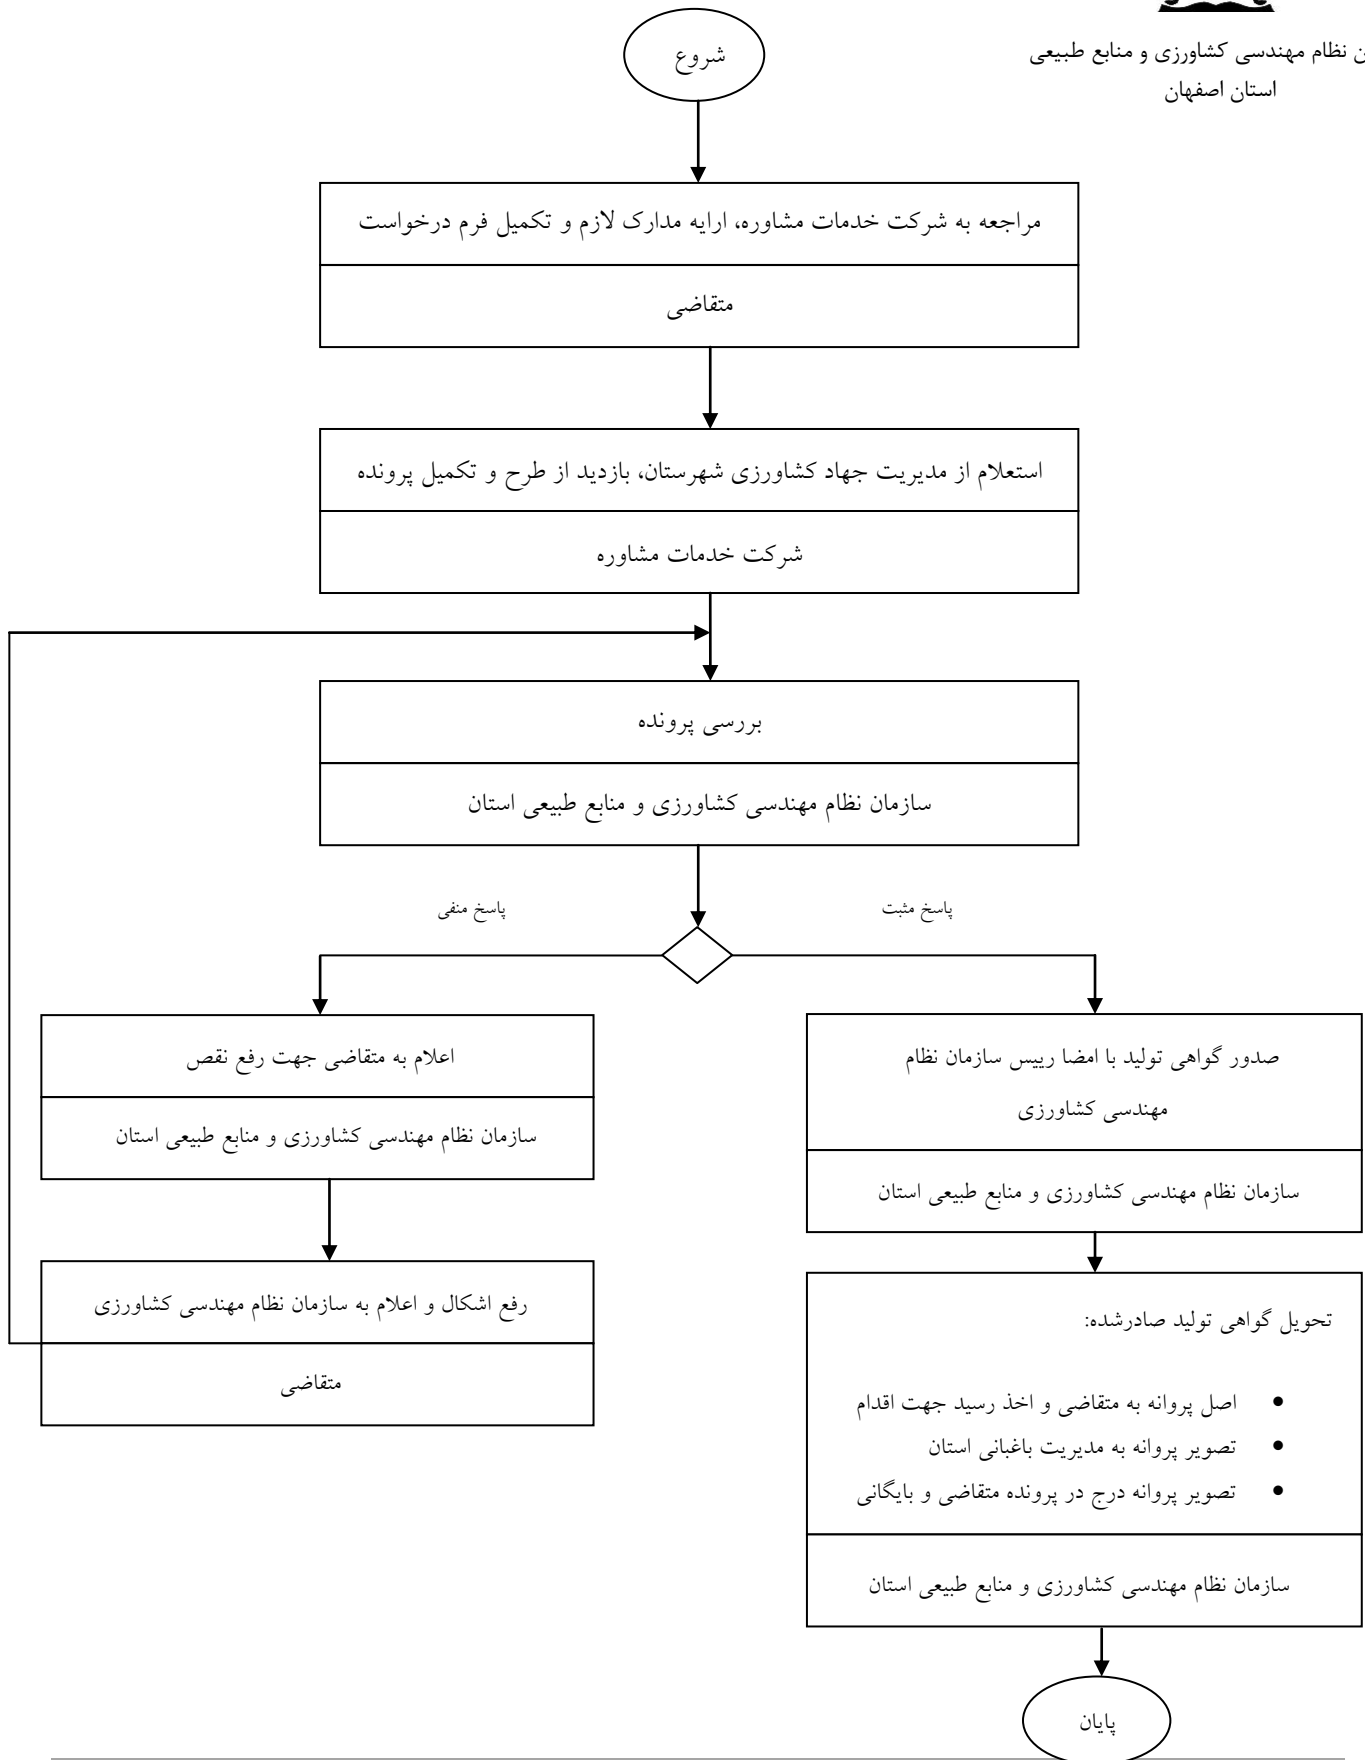 نظام مهندسی کشاورزی و منابع طبیعی
استان اصفهان
شروع
مراجعه به شرکت خدمات مشاوره، ارایه مدارک لازم و تکمیل فرم درخواست
متقاضی
استعلام از مدیریت جهاد کشاورزی شهرستان، بازدید از طرح و تکمیل پرونده
شرکت خدمات مشاوره
بررسی پرونده
سازمان نظام مهندسی کشاورزی و منابع طبیعی استان
پاسخ مثبت
پاسخ منفی
صدور گواهی تولید با امضا رییس سازمان نظام
مهندسی کشاورزی
سازمان نظام مهندسی کشاورزی و منابع طبیعی استان
تحویل گواهی تولید صادرشده:
• اصل پروانه به متقاضی و اخذ رسید جهت اقدام
• تصویر پروانه به مدیریت باغبانی استان
• تصویر پروانه درج در پرونده متقاضی و بایگانی
سازمان نظام مهندسی کشاورزی و منابع طبیعی استان
پایان
اعلام به متقاضی جهت رفع نقص
سازمان نظام مهندسی کشاورزی و منابع طبیعی استان
رفع اشکال و اعلام به سازمان نظام مهندسی کشاورزی
متقاضی